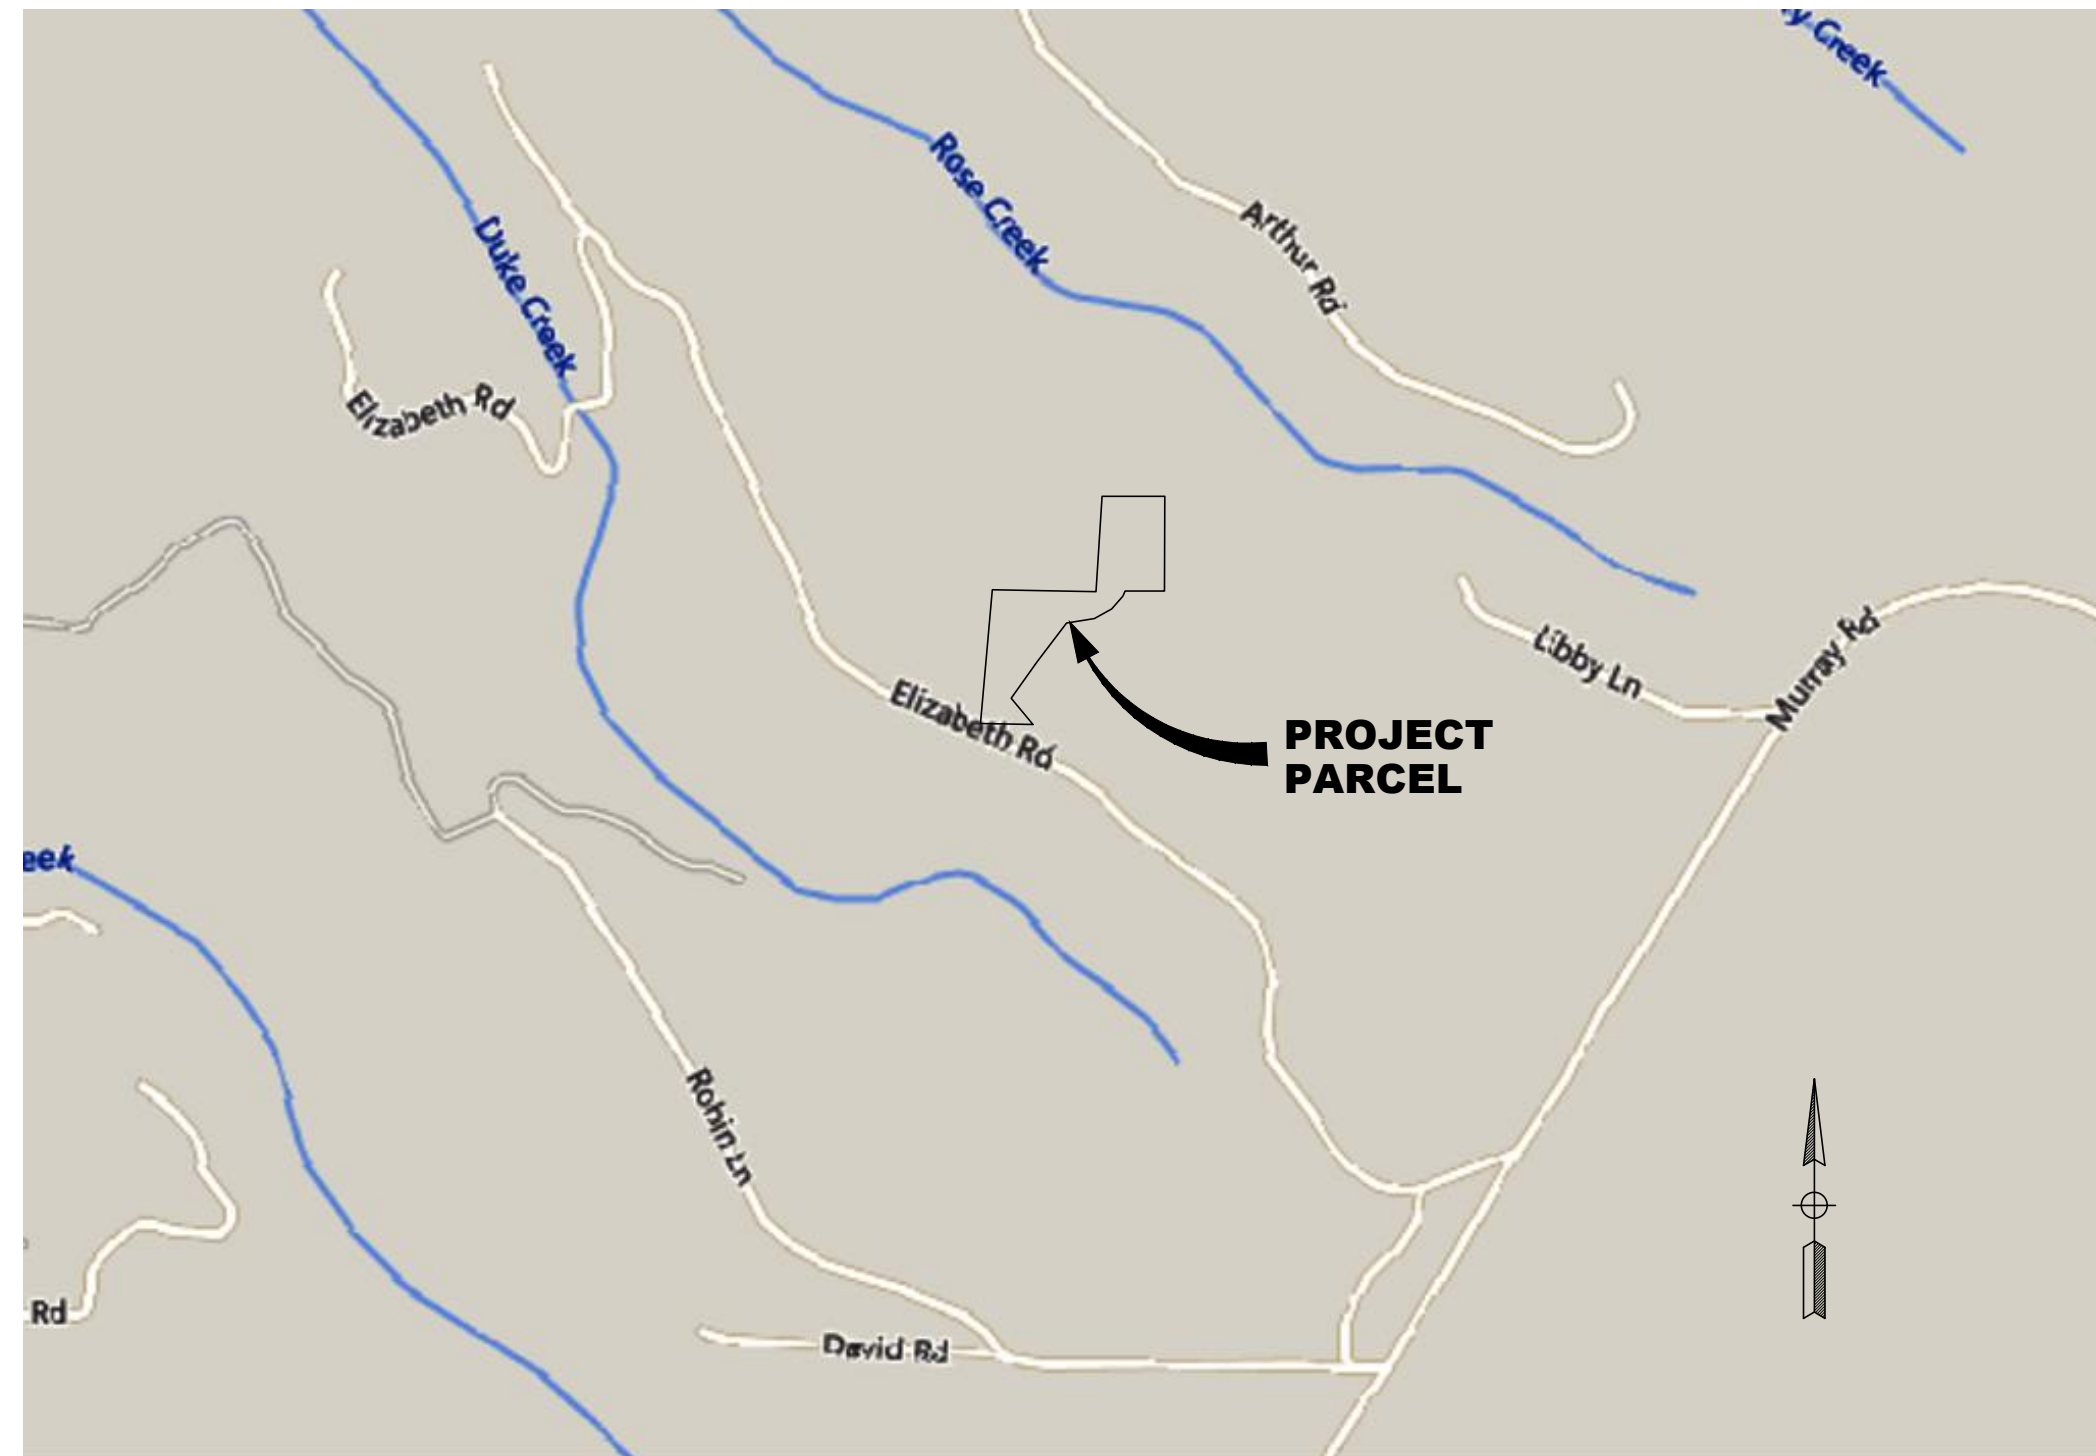 y Creek
Rose Creek
Arthur Rd
Duke Creek
Elizabeth Rd
Libby Ln
Murray Rd
Elizabeth Rd
PROJECT
PARCEL
eek
Robin Ln
Rd
David Rd